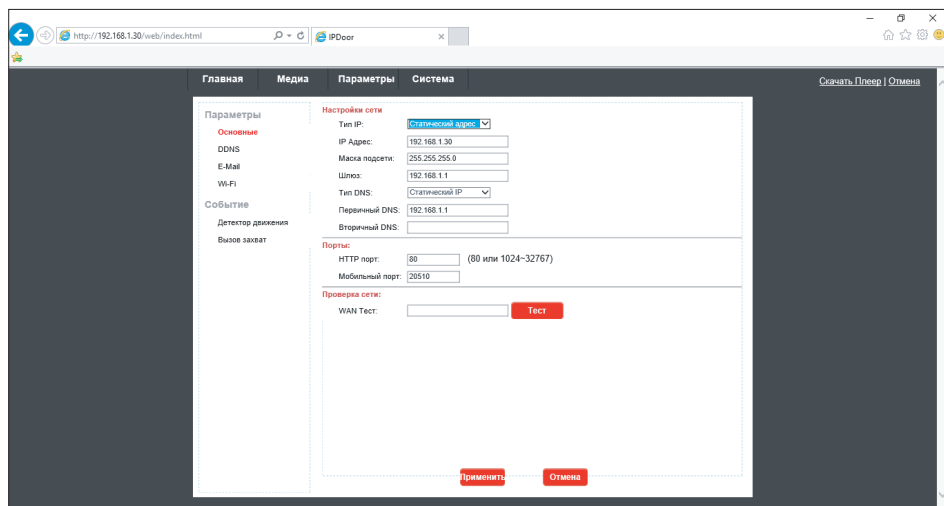 http://192.168.1.30/web/index.html
IPDoor
Главная Медиа Параметры Система
Скачать Плеер | Отмена
Параметры
Основные
DDNS
E-Mail
Wi-Fi
Событие
Детектор движения
Вызов захват
Настройки сети
Тип IP: Статический адрес
IP Адрес: 192.168.1.30
Маска подсети: 255.255.255.0
Шлюз: 192.168.1.1
Тип DNS: Статический IP
Первичный DNS: 192.168.1.1
Вторичный DNS:
Порты:
HTTP порт: 80 (80 или 1024~32767)
Мобильный порт: 20510
Проверка сети:
WAN Тест: Тест
Применить Отмена